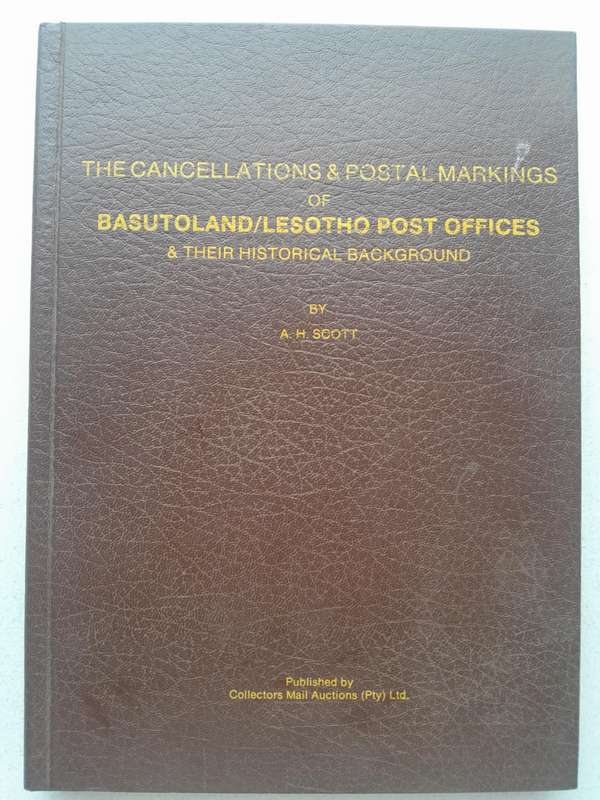 THE CANCELLATIONS & POSTAL MARKINGS
OF
BASUTOLAND/LESOTHO POST OFFICES
& THEIR HISTORICAL BACKGROUND
BY
A. H. SCOTT
Published by
Collectors Mail Auctions (Pty) Ltd.